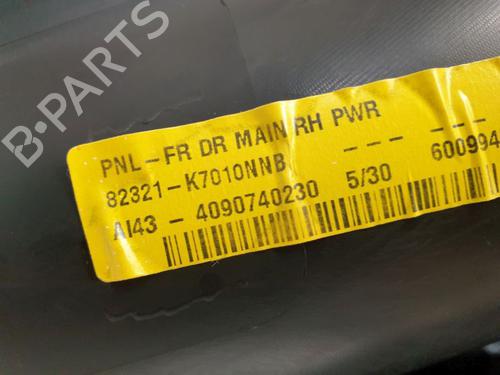 B-PARTS
PNL-FR DR MAIN RH PWR
82321-K7010NNB --- ---
AI43 - 4090740230 5/30 600994